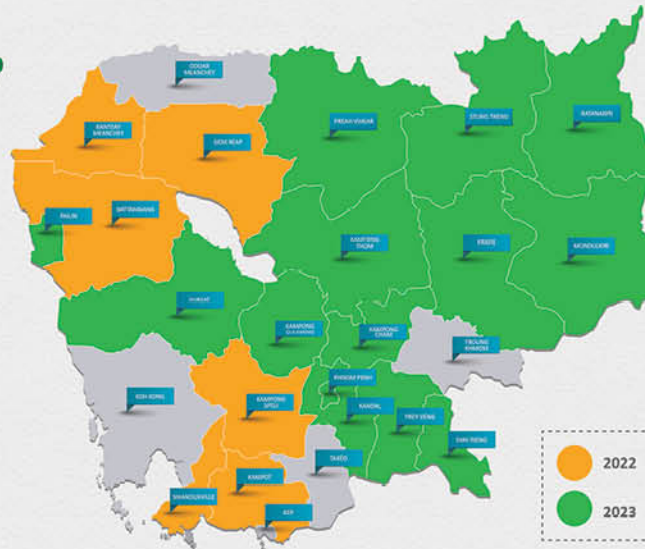 ODDAR
MEANCHEY
BANTEAY
MEANCHEY
SIEM REAP
PREAH VIHEAR
STUNG TRENG
RATANAKIRI
PAILIN
BATTAMBANG
KAMPONG
THOM
KRATIE
MONDULKIRI
PURSAT
KAMPONG
CHHNANG
KAMPONG
CHAM
TBOUNG
KHMUM
KOH KONG
KAMPONG
SPEU
PHNOM PENH
KANDAL
PREY VENG
SVAY RIENG
TAKEO
KAMPOT
SIHANOUKVILLE
KEP
2022
2023